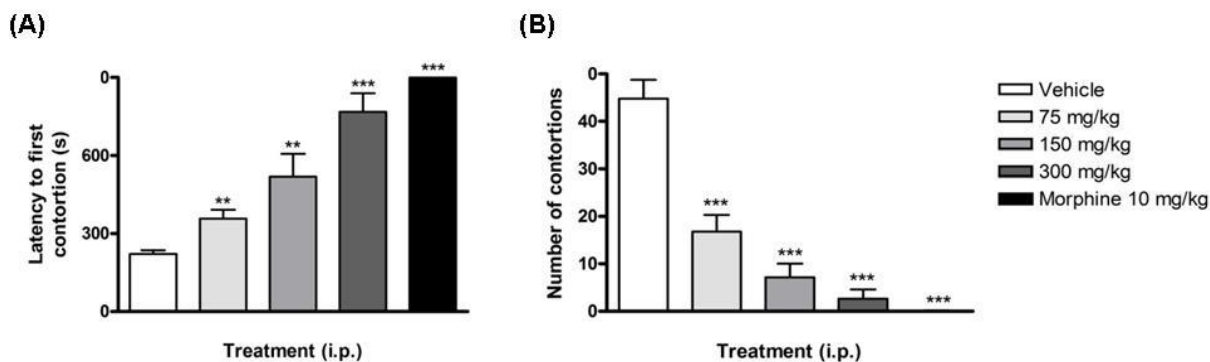 (A)
Latency to first
contortion (s)
0
600
300
0
**
**
***
***
Treatment (i.p.)
(B)
Number of contortions
0
40
30
20
10
0
***
***
***
***
Treatment (i.p.)
Vehicle
75 mg/kg
150 mg/kg
300 mg/kg
Morphine 10 mg/kg